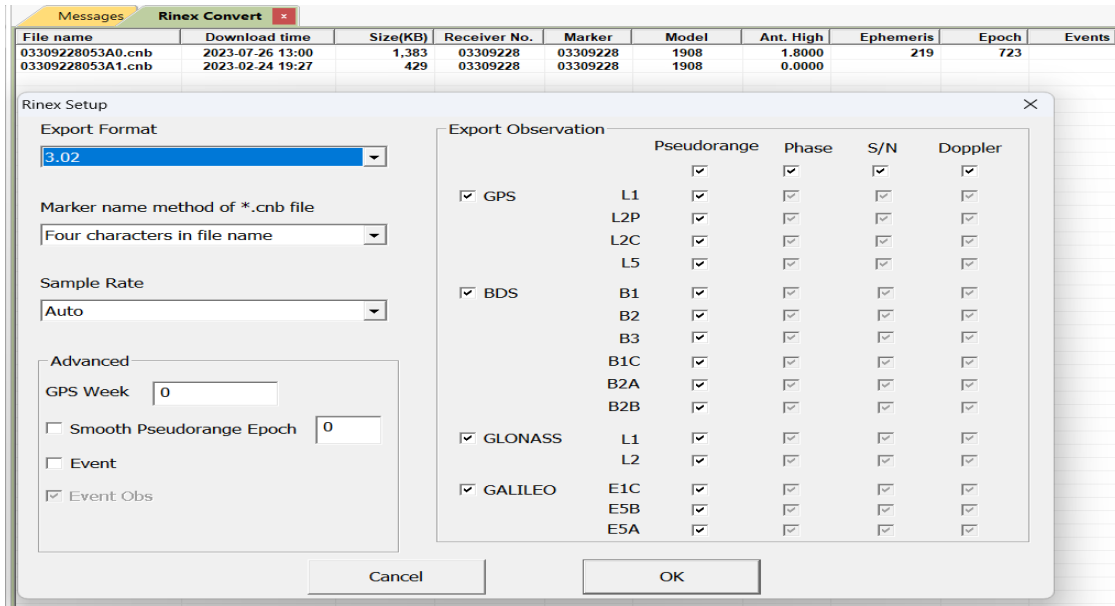 Messages Rinex Convert ×
File name Download time Size(KB) Receiver No. Marker Model Ant. High Ephemeris Epoch Events
03309228053A0.cnb 2023-07-26 13:00 1,383 03309228 03309228 1908 1.8000 219 723
03309228053A1.cnb 2023-02-24 19:27 429 03309228 03309228 1908 0.0000
Rinex Setup
Export Format
3.02
Marker name method of *.cnb file
Four characters in file name
Sample Rate
Auto
Advanced
GPS Week 0
Smooth Pseudorange Epoch 0
Event
Event Obs
Export Observation
Pseudorange Phase S/N Doppler
GPS L1
L2P
L2C
L5
BDS B1
B2
B3
B1C
B2A
B2B
GLONASS L1
L2
GALILEO E1C
E5B
E5A
Cancel OK